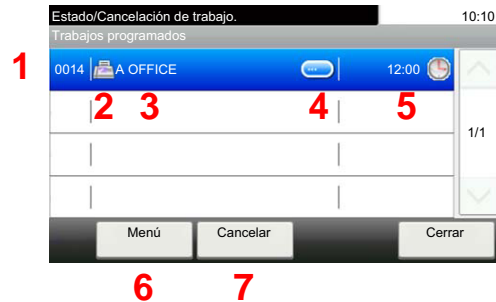 Estado/Cancelación de trabajo. 10:10
Trabajos programados
1 0014 A OFFICE 12:00
2 3 4 5
1/1
Menú Cancelar Cerrar
6 7